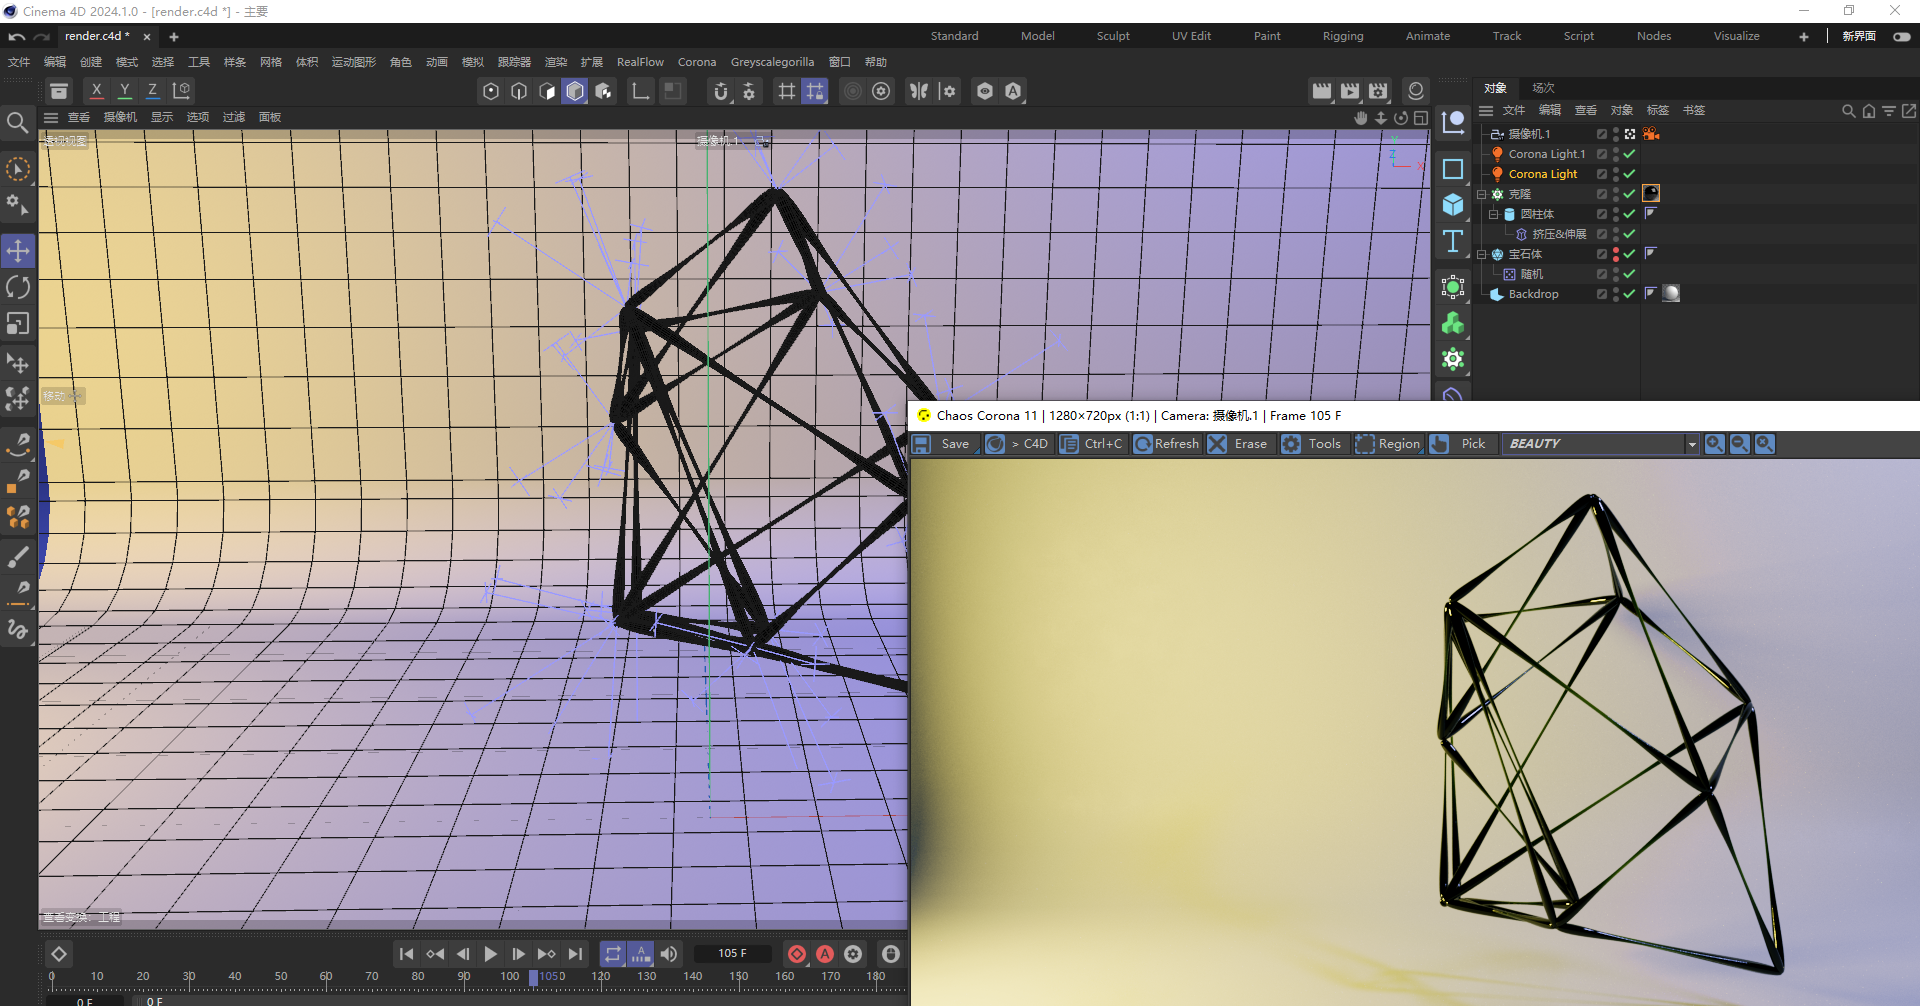 Cinema 4D 2024.1.0 - [render.c4d *] - 主要
render.c4d *
Standard Model Sculpt UV Edit Paint Rigging Animate Track Script Nodes Visualize 新界面
文件 编辑 创建 模式 选择 工具 样条 网格 体积 运动图形 角色 动画 模拟 跟踪器 渲染 扩展 RealFlow Corona Greyscalegorilla 窗口 帮助
X Y Z
查看 摄像机 显示 选项 过滤 面板
透视视图
摄像机.1
Y
Z
X
移动
查看变换: 工程
对象 场次
文件 编辑 查看 对象 标签 书签
摄像机.1
Corona Light.1
Corona Light
克隆
圆柱体
挤压&伸展
宝石体
随机
Backdrop
Chaos Corona 11 | 1280×720px (1:1) | Camera: 摄像机.1 | Frame 105 F
Save > C4D Ctrl+C Refresh Erase Tools Region Pick BEAUTY
105 F
0 10 20 30 40 50 60 70 80 90 100 105 120 130 140 150 160 170 180
0 F 0 F